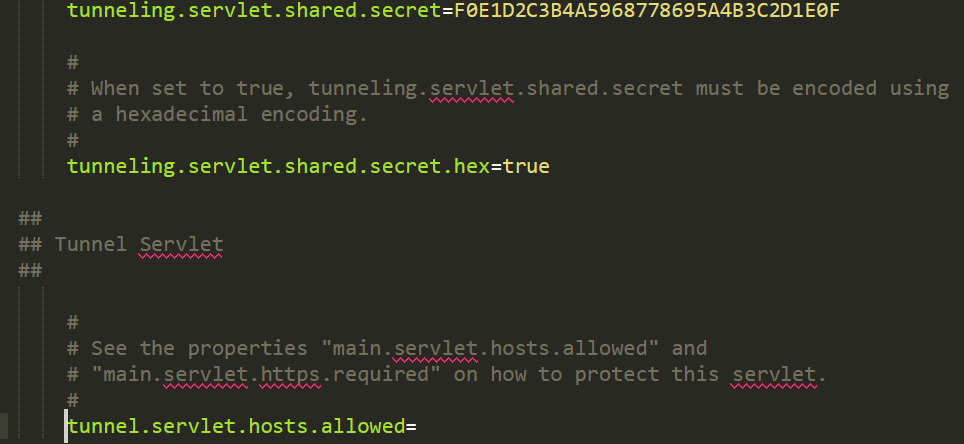 tunneling.servlet.shared.secret=F0E1D2C3B4A5968778695A4B3C2D1E0F
#
# When set to true, tunneling.servlet.shared.secret must be encoded using
# a hexadecimal encoding.
#
tunneling.servlet.shared.secret.hex=true
##
## Tunnel Servlet
##
#
# See the properties "main.servlet.hosts.allowed" and
# "main.servlet.https.required" on how to protect this servlet.
#
tunnel.servlet.hosts.allowed=